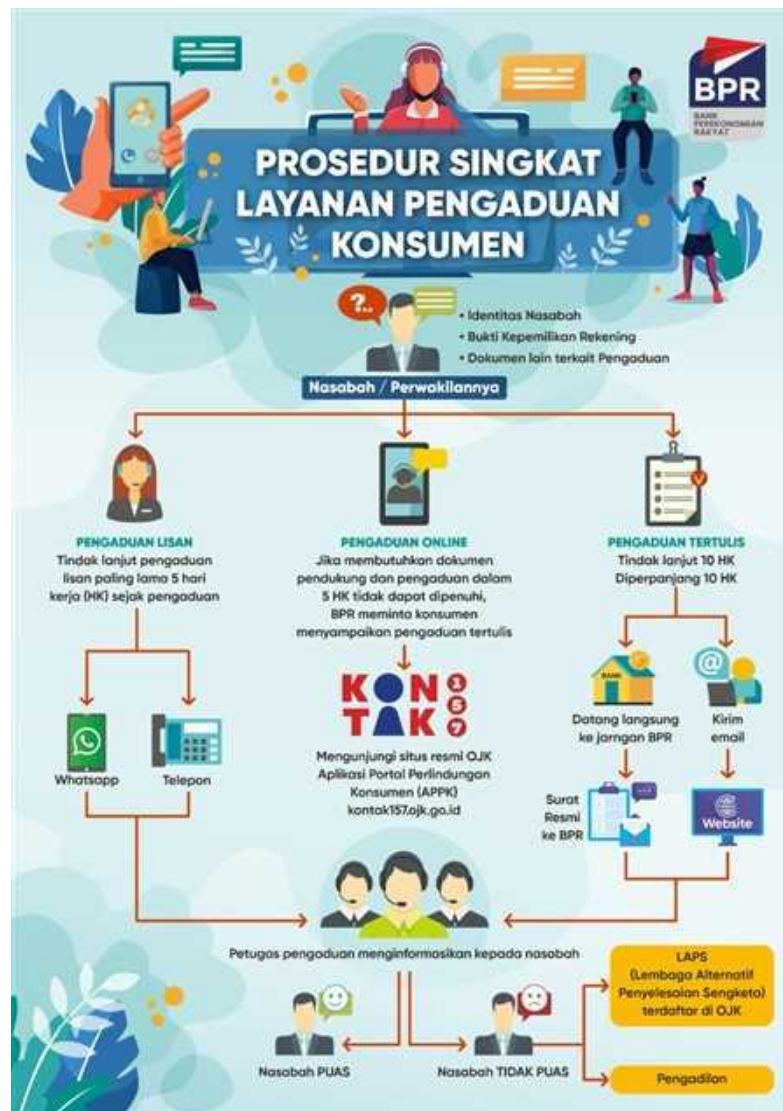 BPR
BANK
PEREKONOMIAN
RAKYAT
PROSEDUR SINGKAT
LAYANAN PENGADUAN
KONSUMEN
?..
• Identitas Nasabah
• Bukti Kepemilikan Rekening
• Dokumen lain terkait Pengaduan
Nasabah / Perwakilannya
PENGADUAN LISAN
Tindak lanjut pengaduan
lisan paling lama 5 hari
kerja (HK) sejak pengaduan
Whatsapp
Telepon
PENGADUAN ONLINE
Jika membutuhkan dokumen
pendukung dan pengaduan dalam
5 HK tidak dapat dipenuhi,
BPR meminta konsumen
menyampaikan pengaduan tertulis
KONTAK 157
Mengunjungi situs resmi OJK
Aplikasi Portal Perlindungan
Konsumen (APPK)
kontak157.ojk.go.id
PENGADUAN TERTULIS
Tindak lanjut 10 HK
Diperpanjang 10 HK
BANK
@
Datang langsung
ke jarngan BPR
Kirim
email
Surat
Resmi
ke BPR
Website
Petugas pengaduan menginformasikan kepada nasabah
Nasabah PUAS
Nasabah TIDAK PUAS
LAPS
(Lembaga Alternatif
Penyelesaian Sengketa)
terdaftar di OJK
Pengadilan